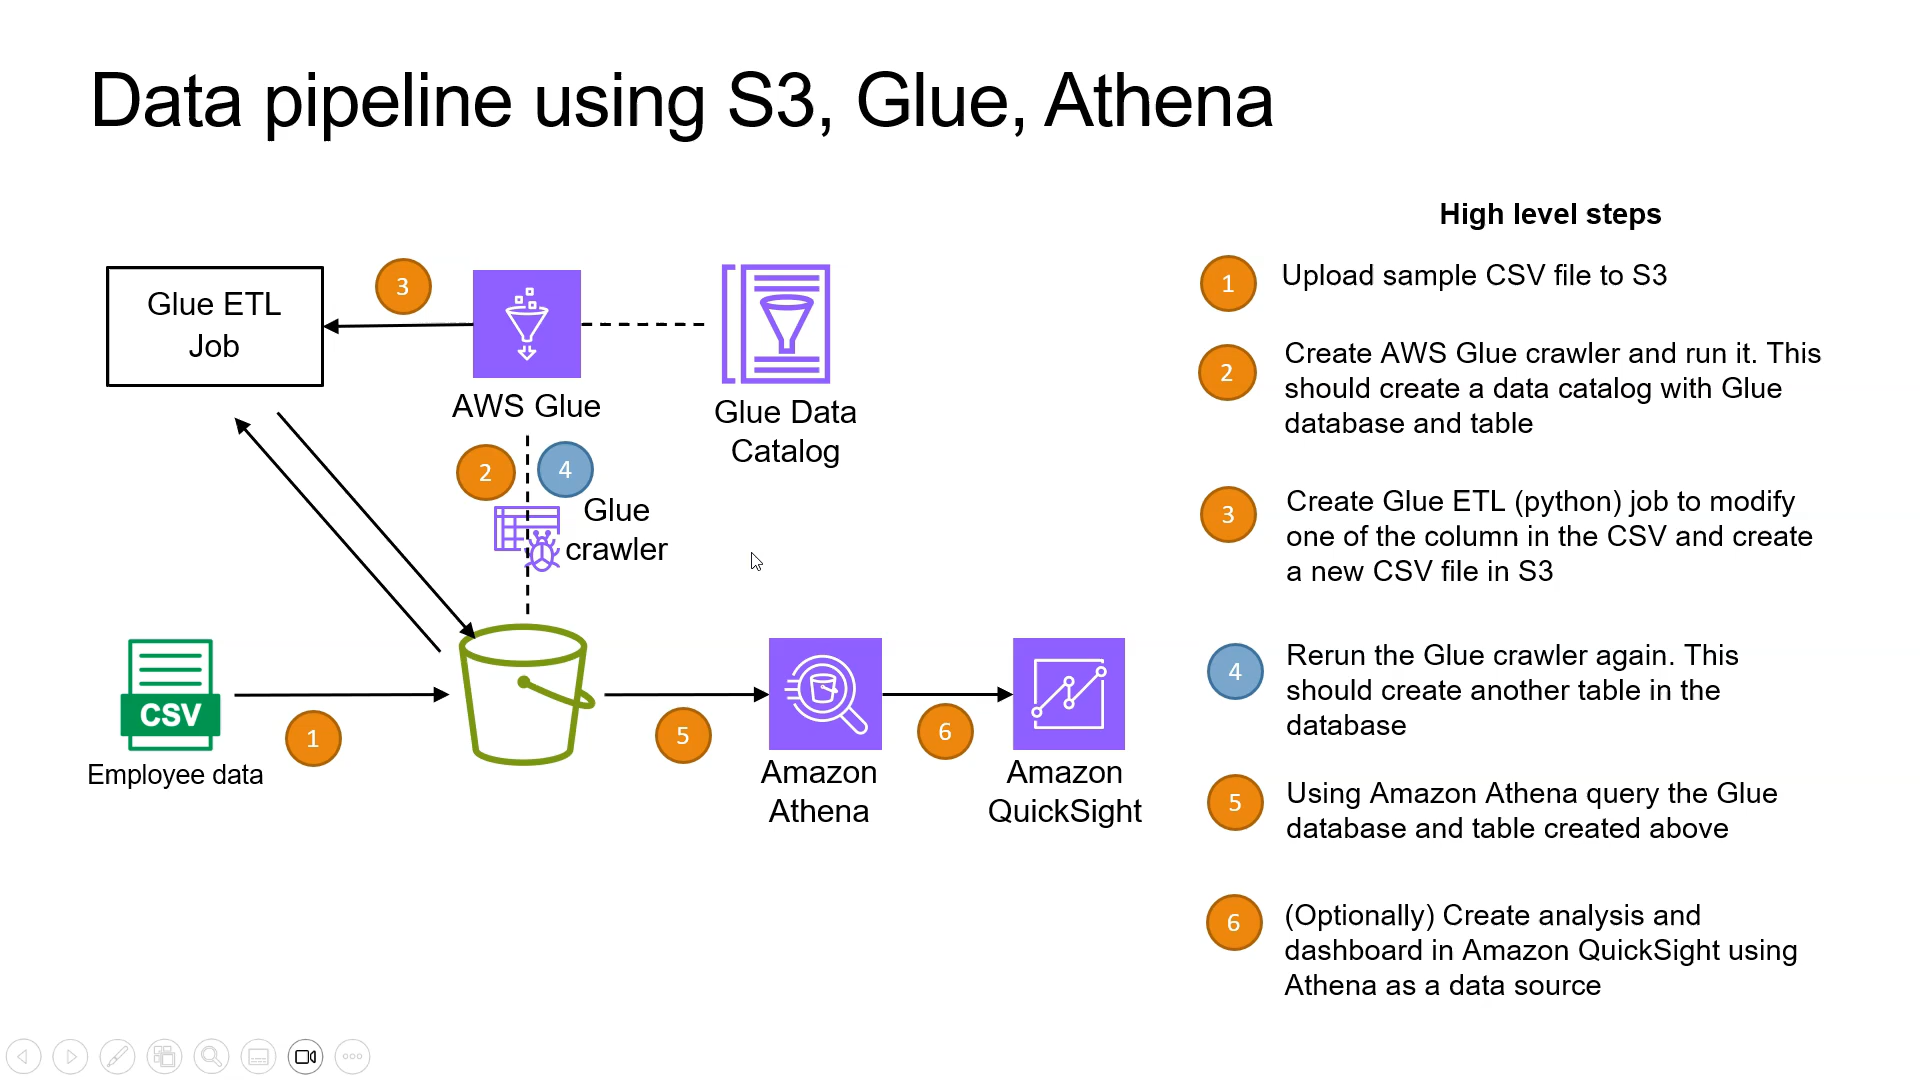 Data pipeline using S3, Glue, Athena
Glue ETL
Job
3
AWS Glue
Glue Data
Catalog
2
4
Glue
crawler
CSV
Employee data
1
5
Amazon
Athena
6
Amazon
QuickSight
High level steps
1
Upload sample CSV file to S3
2
Create AWS Glue crawler and run it. This
should create a data catalog with Glue
database and table
3
Create Glue ETL (python) job to modify
one of the column in the CSV and create
a new CSV file in S3
4
Rerun the Glue crawler again. This
should create another table in the
database
5
Using Amazon Athena query the Glue
database and table created above
6
(Optionally) Create analysis and
dashboard in Amazon QuickSight using
Athena as a data source